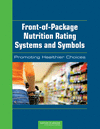 Front-of-Package
Nutrition Rating
Systems and Symbols
Promoting Healthier Choices